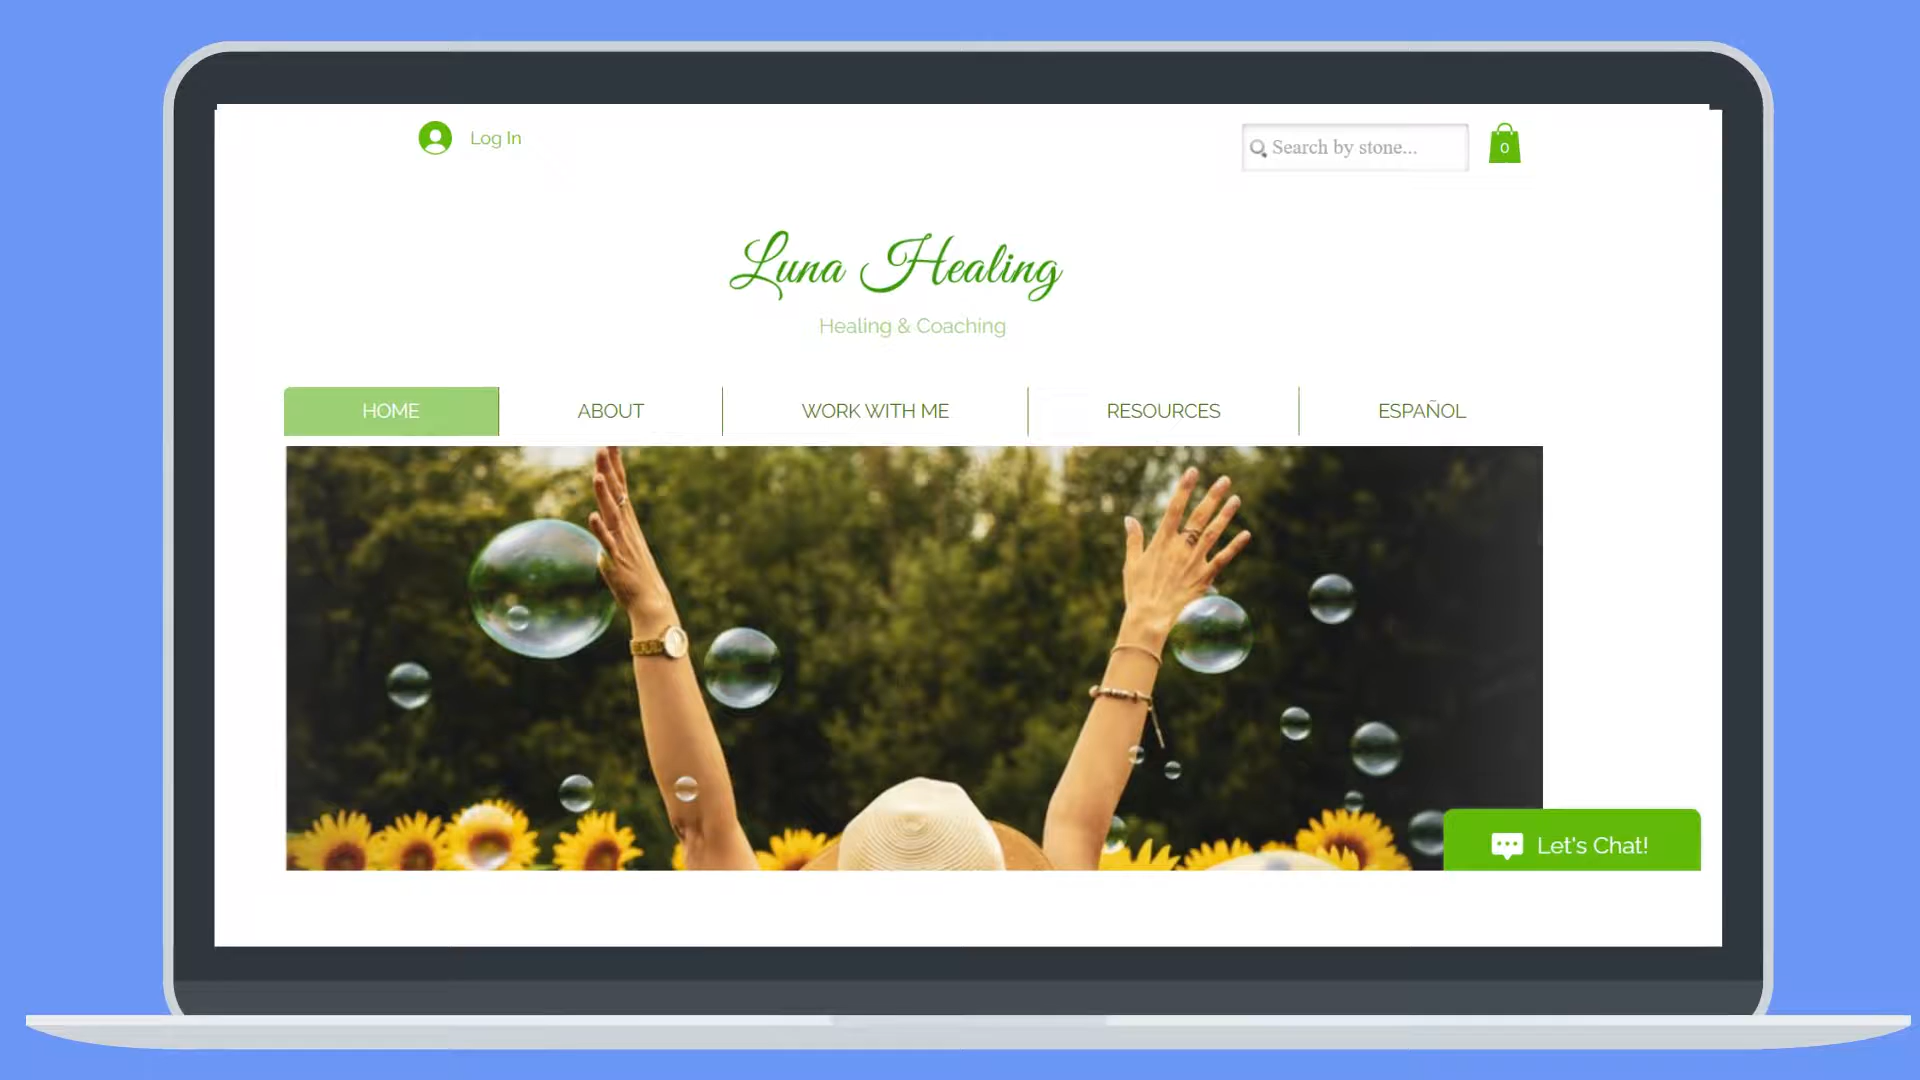 Log In
Search by stone...
0
Luna Healing
Healing & Coaching
HOME
ABOUT
WORK WITH ME
RESOURCES
ESPAÑOL
Let's Chat!